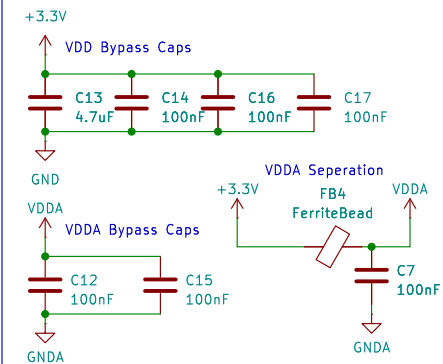 +3.3V
VDD Bypass Caps
C13
4.7uF
C14
100nF
C16
100nF
C17
100nF
GND
VDDA Seperation
+3.3V
FB4
FerriteBead
VDDA
C7
100nF
GNDA
VDDA
VDDA Bypass Caps
C12
100nF
C15
100nF
GNDA